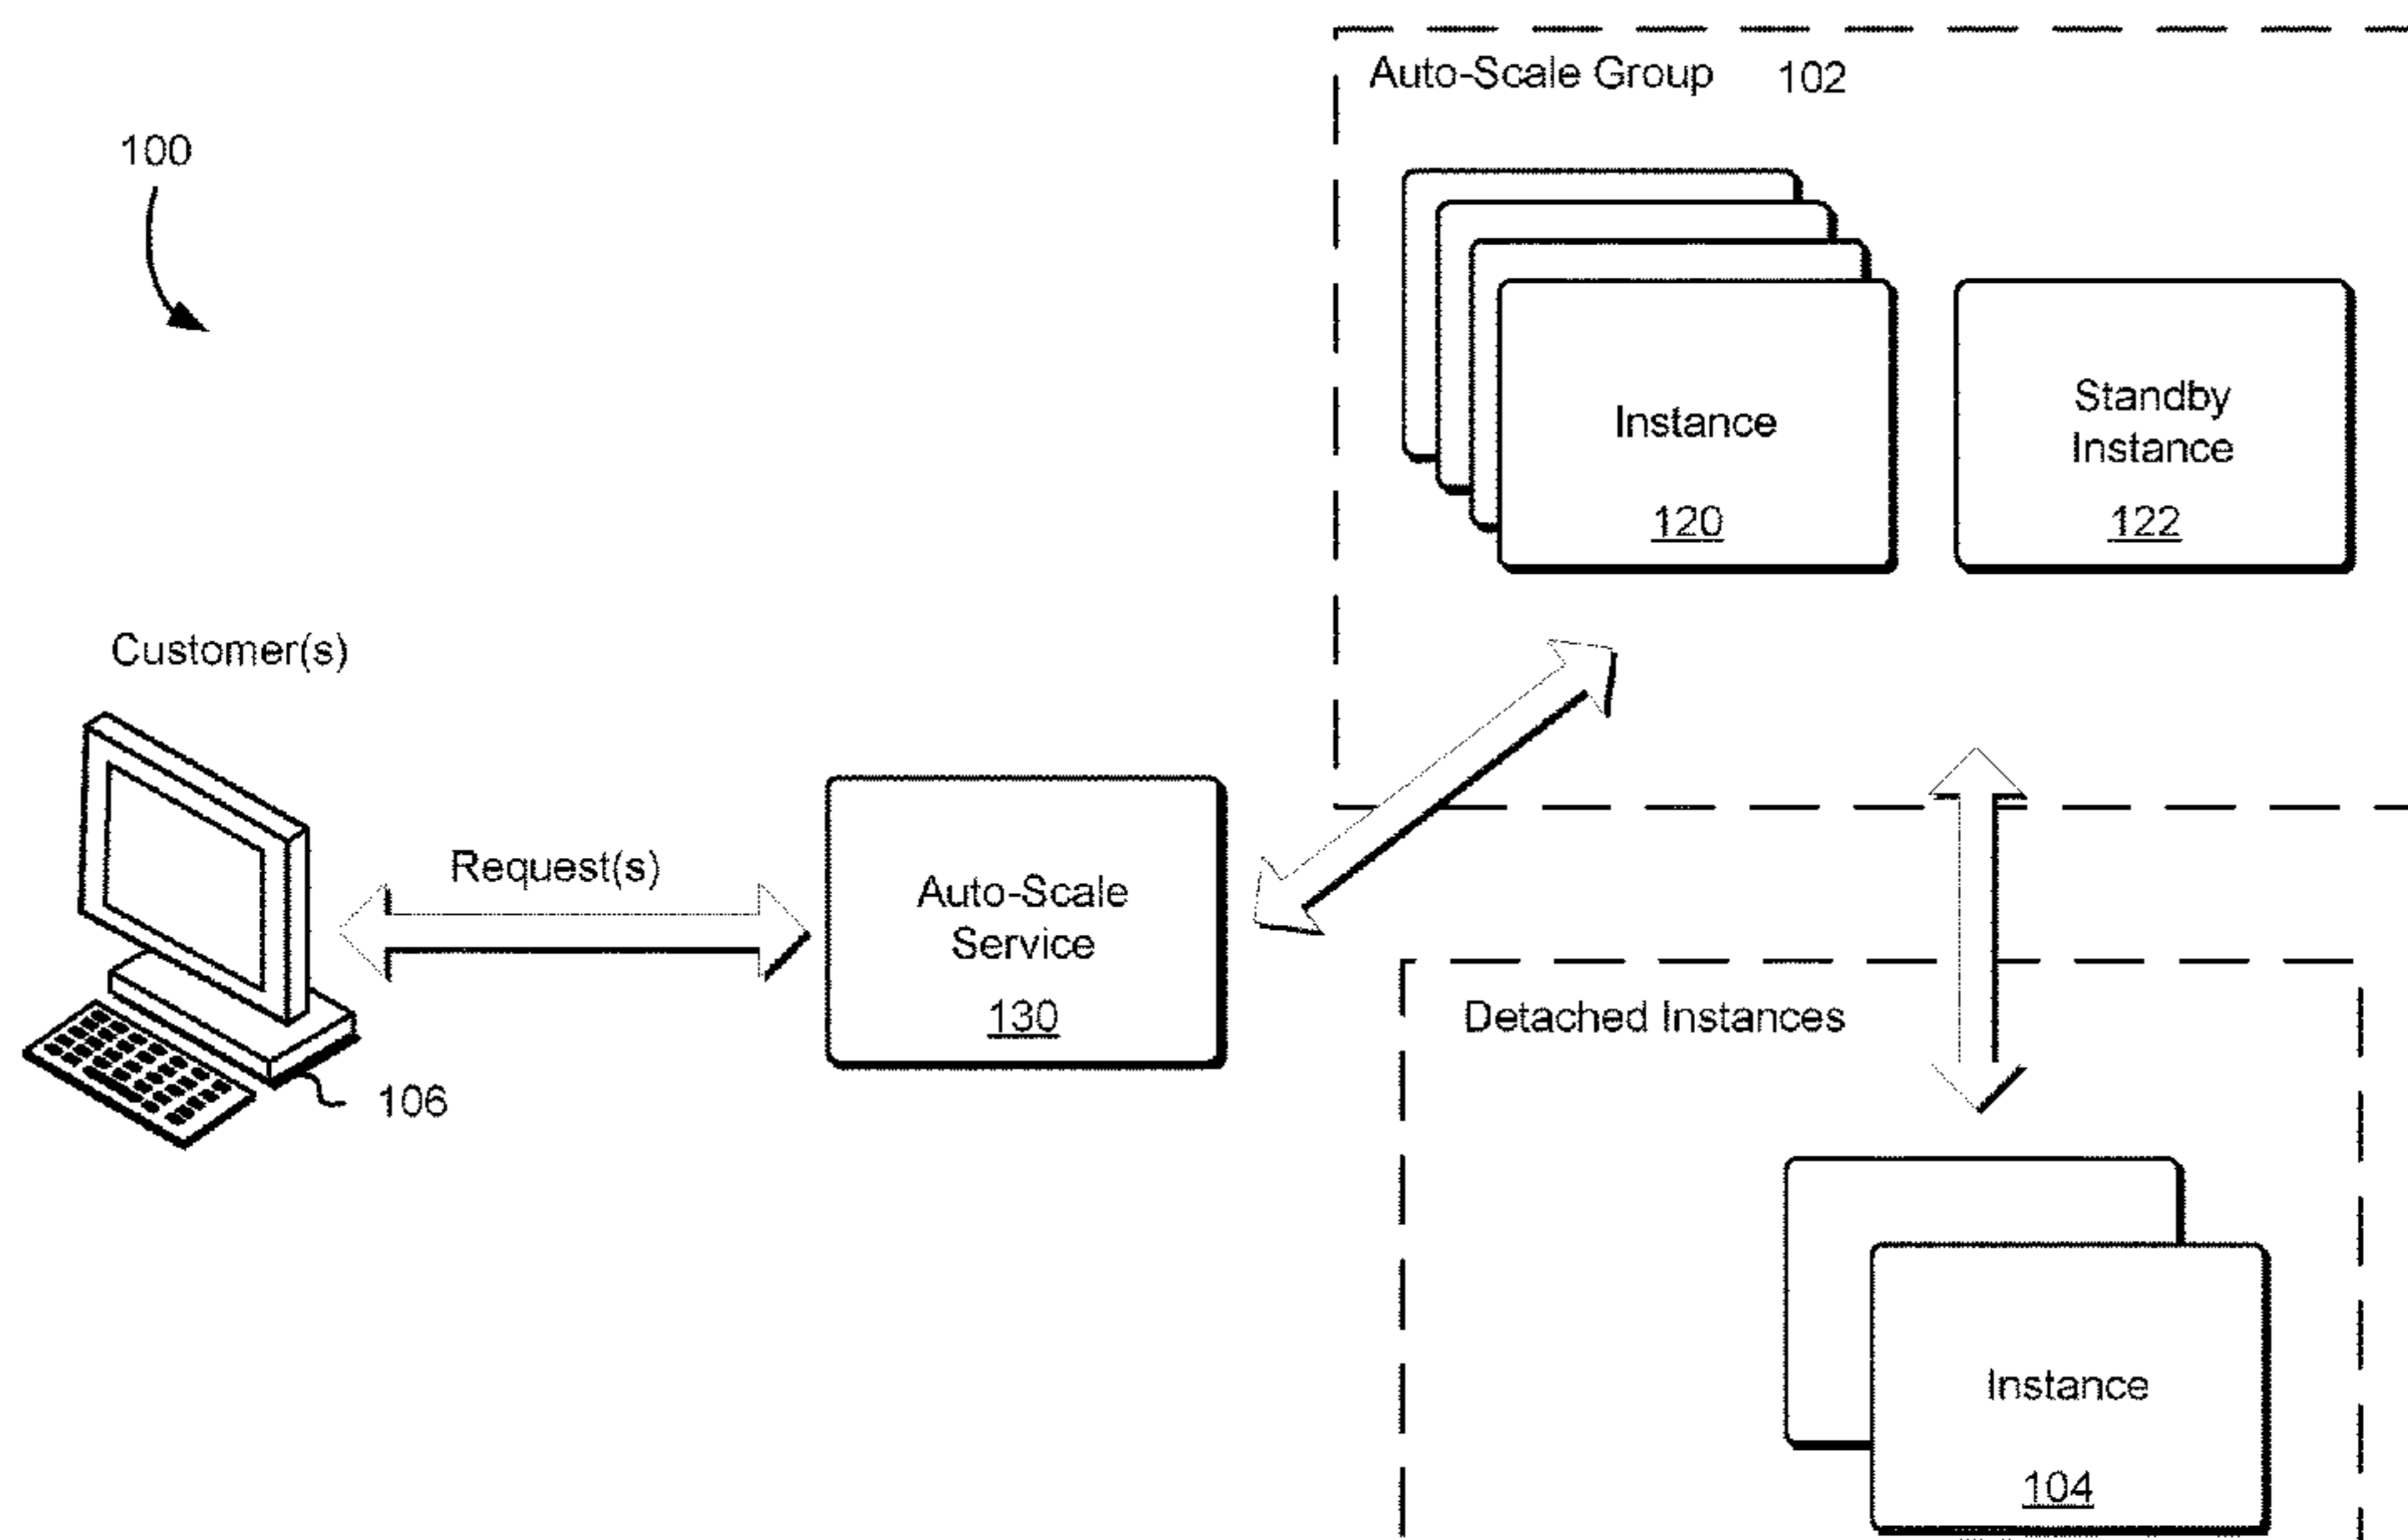 Auto-Scale Group 102
100
Instance
120
Standby
Instance
122
Customer(s)
Request(s)
Auto-Scale
Service
130
106
Detached Instances
Instance
104